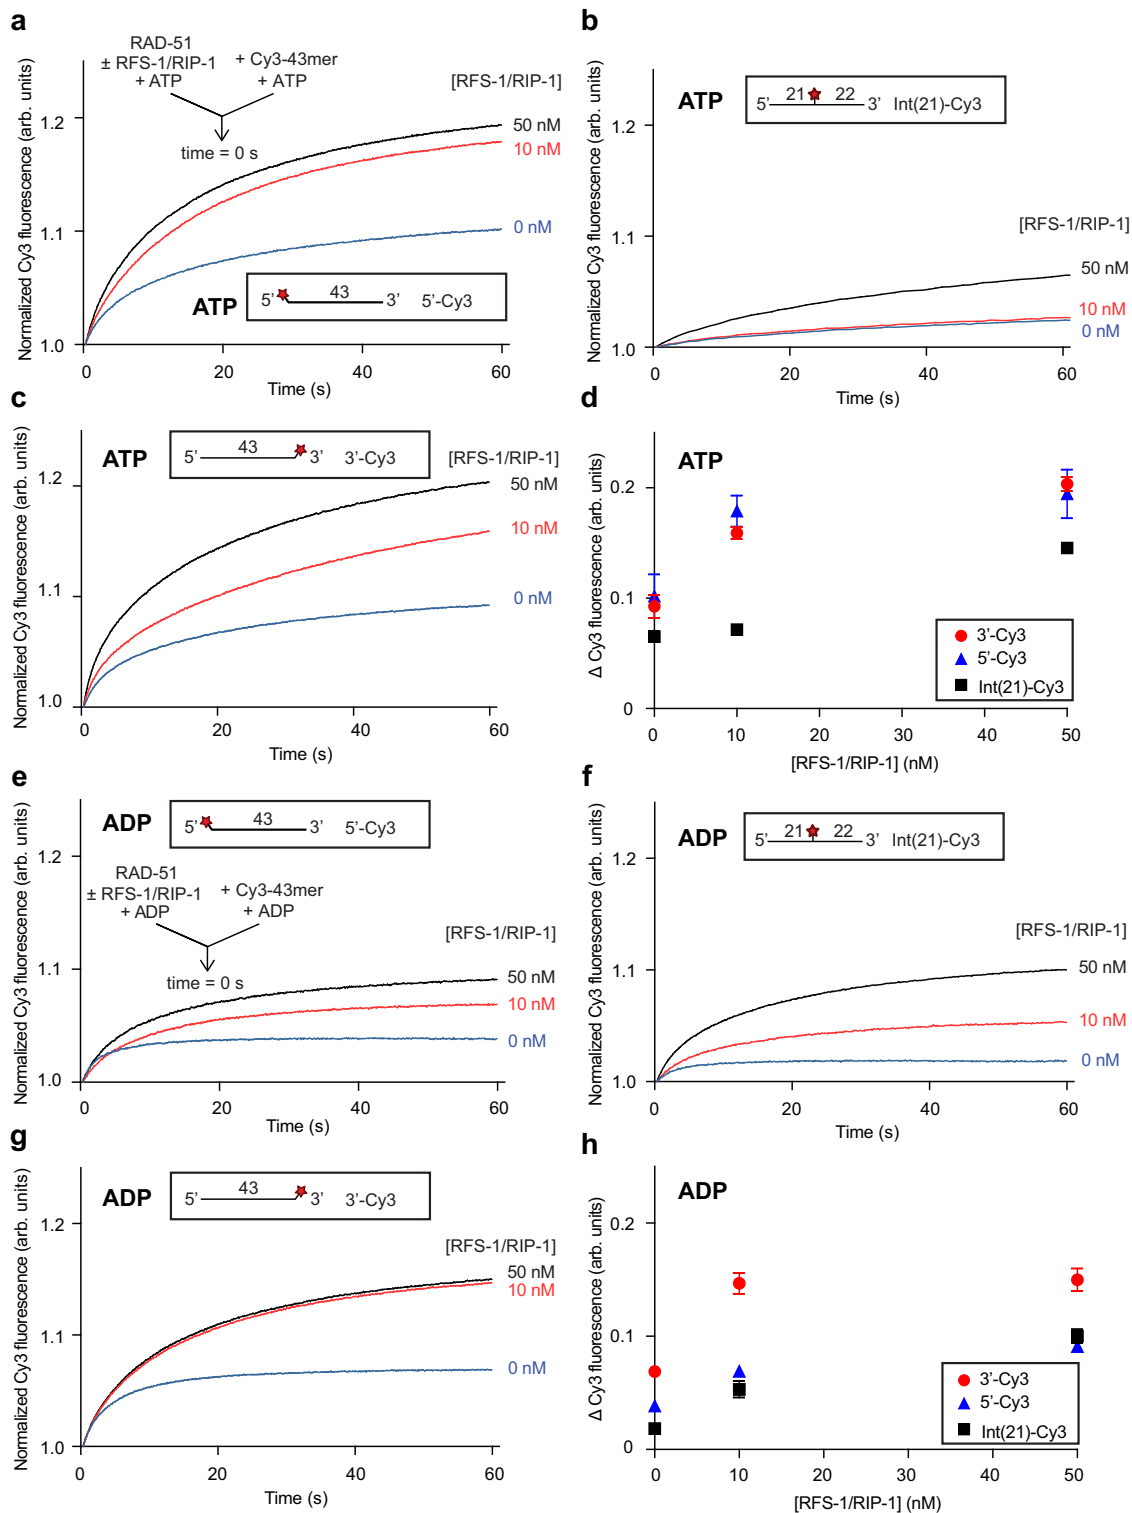 a
RAD-51
± RFS-1/RIP-1
+ ATP
+ Cy3-43mer
+ ATP
time = 0 s
[RFS-1/RIP-1]
50 nM
10 nM
0 nM
ATP
5' 43 3' 5'-Cy3
Normalized Cy3 fluorescence (arb. units)
1.2
1.1
1.0
0 20 40 60
Time (s)
b
ATP
5' 21 22 3' Int(21)-Cy3
[RFS-1/RIP-1]
50 nM
10 nM
0 nM
Normalized Cy3 fluorescence (arb. units)
1.2
1.1
1.0
20 40 60
0
Time (s)
c
ATP
5' 43 3' 3'-Cy3
[RFS-1/RIP-1]
50 nM
10 nM
0 nM
Normalized Cy3 fluorescence (arb. units)
1.2
1.1
1.0
0 20 40 60
Time (s)
d
ATP
Δ Cy3 fluorescence (arb. units)
0.2
0.1
0
3'-Cy3
5'-Cy3
Int(21)-Cy3
0 10 20 30 40 50
[RFS-1/RIP-1] (nM)
e
ADP
5' 43 3' 5'-Cy3
RAD-51
± RFS-1/RIP-1
+ ADP
+ Cy3-43mer
+ ADP
time = 0 s
[RFS-1/RIP-1]
50 nM
10 nM
0 nM
Normalized Cy3 fluorescence (arb. units)
1.2
1.1
1.0
0 20 40 60
Time (s)
f
ADP
5' 21 22 3' Int(21)-Cy3
[RFS-1/RIP-1]
50 nM
10 nM
0 nM
Normalized Cy3 fluorescence (arb. units)
1.2
1.1
1.0
0 20 40 60
Time (s)
g
ADP
5' 43 3' 3'-Cy3
[RFS-1/RIP-1]
50 nM
10 nM
0 nM
Normalized Cy3 fluorescence (arb. units)
1.2
1.1
1.0
0 20 40 60
Time (s)
h
ADP
Δ Cy3 fluorescence (arb. units)
0.2
0.1
0
3'-Cy3
5'-Cy3
Int(21)-Cy3
0 10 20 30 40 50
[RFS-1/RIP-1] (nM)